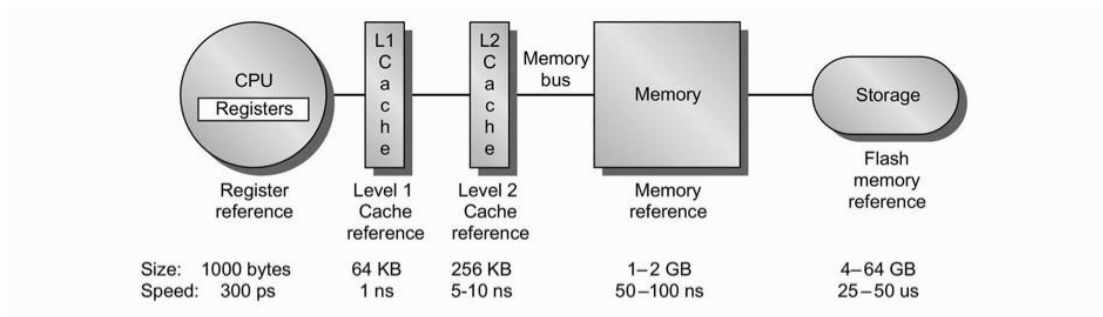 CPU
Registers
L1
C
a
c
h
e
L2
C
a
c
h
e
Memory
bus
Memory
Storage
Register
reference
Level 1
Cache
reference
Level 2
Cache
reference
Memory
reference
Flash
memory
reference
Size: 1000 bytes 64 KB 256 KB 1–2 GB 4–64 GB
Speed: 300 ps 1 ns 5-10 ns 50–100 ns 25–50 us